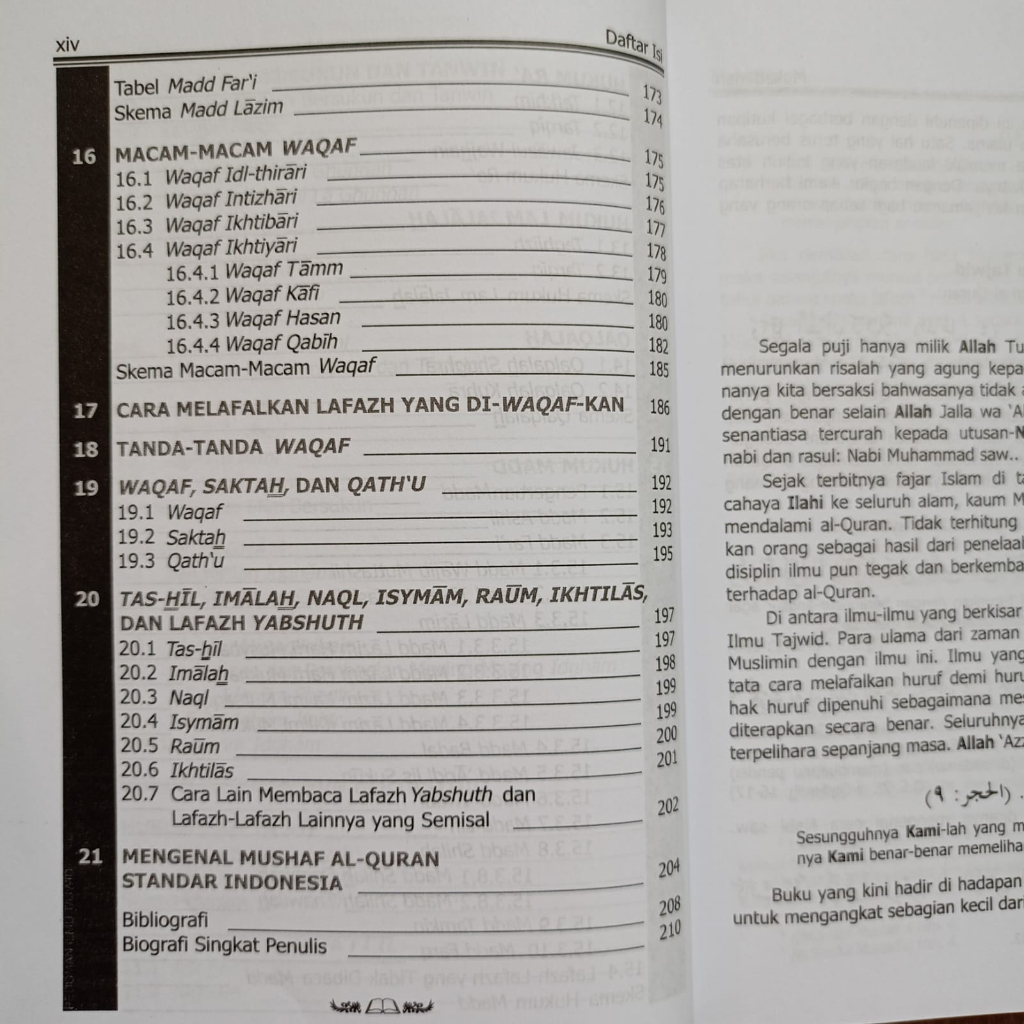 xiv
Daftar Isi
Tabel Madd Far'i 173
Skema Madd Lāzim 174
16 MACAM-MACAM WAQAF 175
16.1 Waqaf Idl-thirāri 175
16.2 Waqaf Intizhāri 176
16.3 Waqaf Ikhtibāri 177
16.4 Waqaf Ikhtiyāri 178
16.4.1 Waqaf Tāmm 179
16.4.2 Waqaf Kāfi 180
16.4.3 Waqaf Hasan 180
16.4.4 Waqaf Qabīh 182
Skema Macam-Macam Waqaf 185
17 CARA MELAFALKAN LAFAZH YANG DI-WAQAF-KAN 186
18 TANDA-TANDA WAQAF 191
19 WAQAF, SAKTAH, DAN QATH'U 192
19.1 Waqaf 192
19.2 Saktah 193
19.3 Qath'u 195
20 TAS-HĪL, IMĀLAH, NAQL, ISYMĀM, RAŪM, IKHTILĀS,
DAN LAFAZH YABSHUTH 197
20.1 Tas-hīl 197
20.2 Imālah 198
20.3 Naql 199
20.4 Isymām 199
20.5 Raūm 200
20.6 Ikhtilās 201
20.7 Cara Lain Membaca Lafazh Yabshuth dan
Lafazh-Lafazh Lainnya yang Semisal 202
21 MENGENAL MUSHAF AL-QURAN
STANDAR INDONESIA 204
Bibliografi 208
Biografi Singkat Penulis 210
Segala puji hanya milik Allah Tu
menurunkan risalah yang agung kepa
nanya kita bersaksi bahwasanya tidak a
dengan benar selain Allah Jalla wa 'Al
senantiasa tercurah kepada utusan-N
nabi dan rasul: Nabi Muhammad saw..
Sejak terbitnya fajar Islam di ta
cahaya Ilahi ke seluruh alam, kaum M
mendalami al-Quran. Tidak terhitung
kan orang sebagai hasil dari penelaa
disiplin ilmu pun tegak dan berkemba
terhadap al-Quran.
Di antara ilmu-ilmu yang berkisar
Ilmu Tajwid. Para ulama dari zaman
Muslimin dengan ilmu ini. Ilmu yang
tata cara melafalkan huruf demi huru
hak huruf dipenuhi sebagaimana mes
diterapkan secara benar. Seluruhnya
terpelihara sepanjang masa. Allah 'Azz
. (الحجر: ٩)
Sesungguhnya Kami-lah yang m
nya Kami benar-benar memeliha
Buku yang kini hadir di hadapan
untuk mengangkat sebagian kecil dari